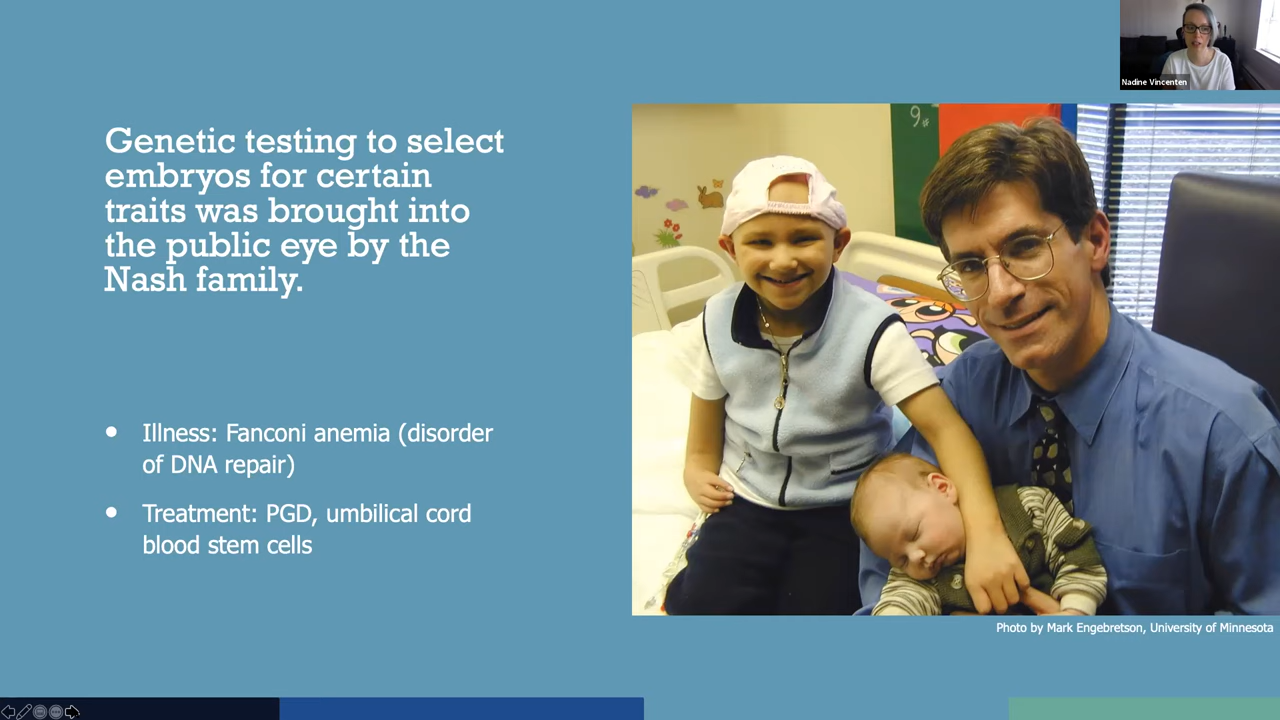 Nadine Vincenten
Genetic testing to select
embryos for certain
traits was brought into
the public eye by the
Nash family.
• Illness: Fanconi anemia (disorder
of DNA repair)
• Treatment: PGD, umbilical cord
blood stem cells
9
Photo by Mark Engebretson, University of Minnesota